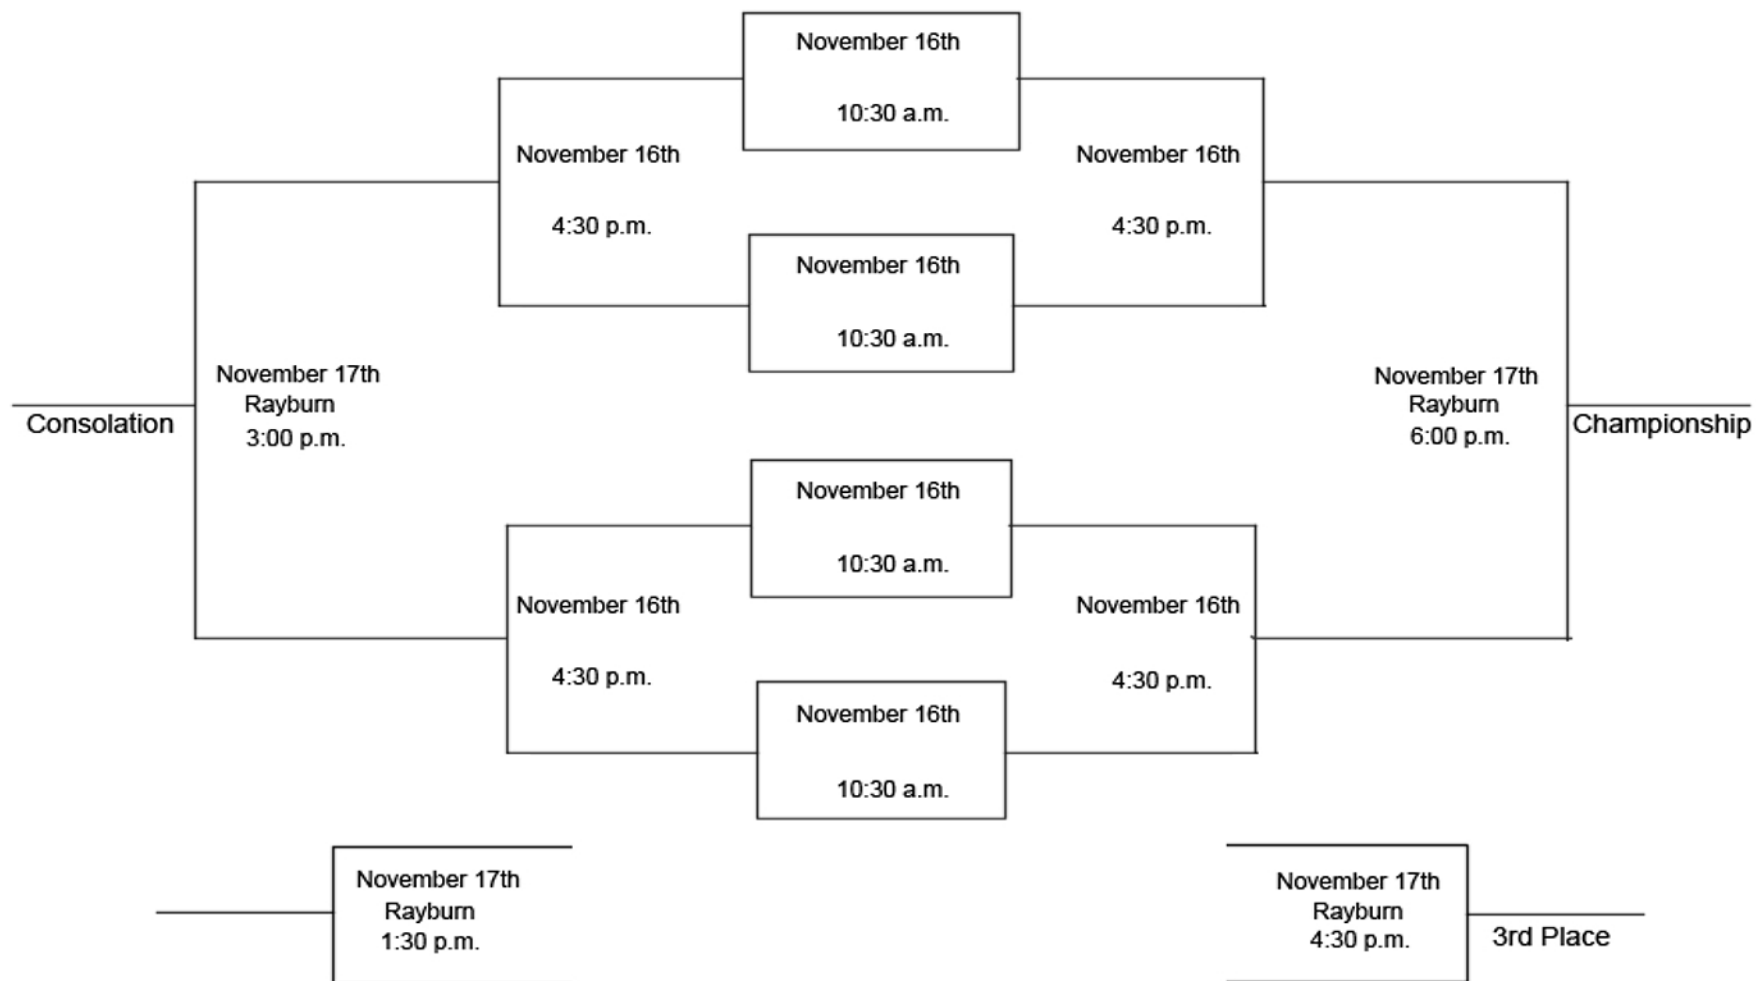 November 16th
10:30 a.m.
November 16th
4:30 p.m.
November 16th
4:30 p.m.
November 16th
10:30 a.m.
November 17th
Rayburn
3:00 p.m.
Consolation
November 17th
Rayburn
6:00 p.m.
Championship
November 16th
10:30 a.m.
November 16th
4:30 p.m.
November 16th
4:30 p.m.
November 16th
10:30 a.m.
November 17th
Rayburn
1:30 p.m.
November 17th
Rayburn
4:30 p.m.
3rd Place